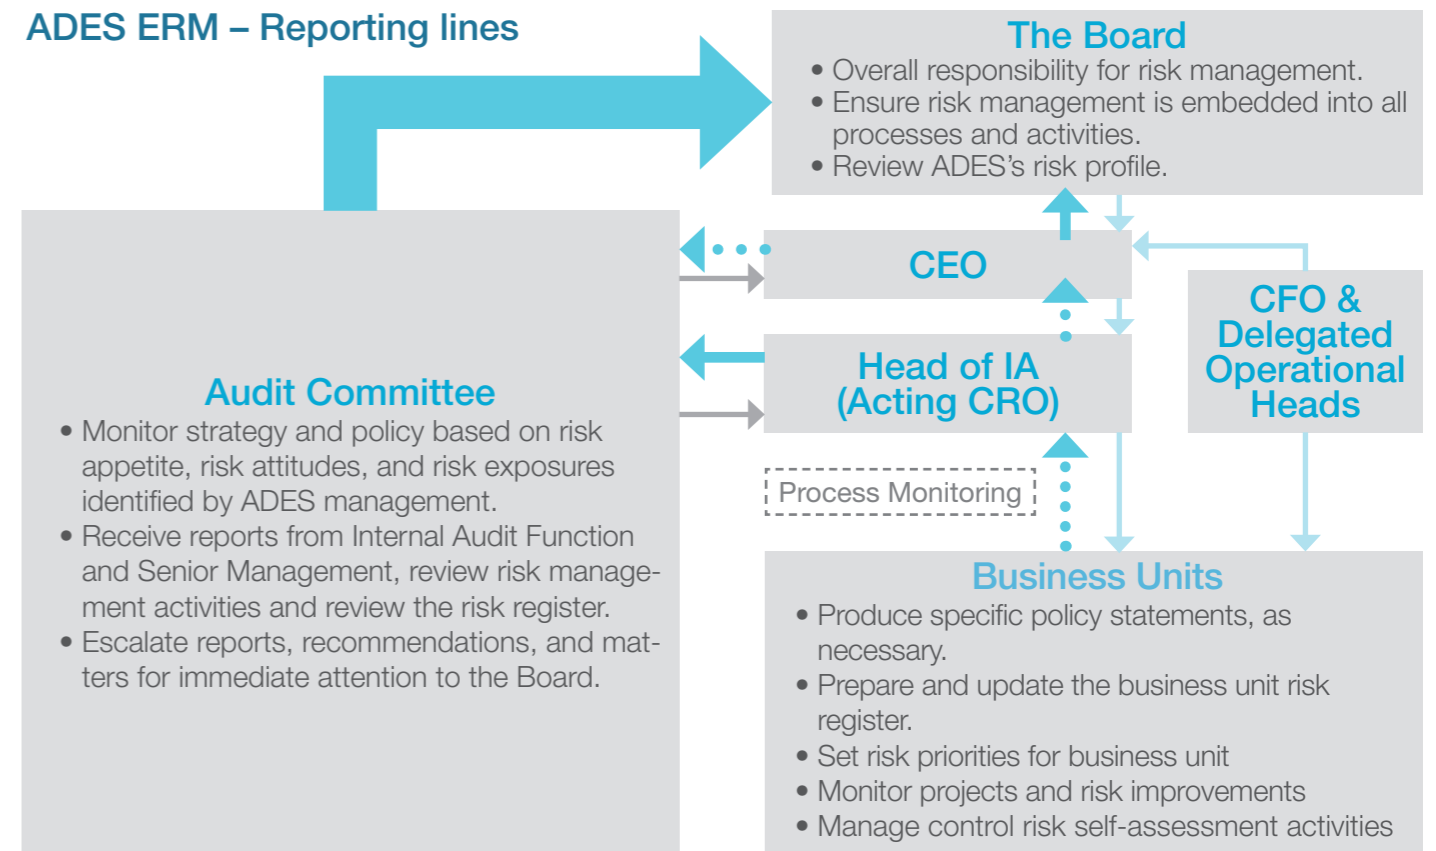 ADES ERM – Reporting lines
The Board
• Overall responsibility for risk management.
• Ensure risk management is embedded into all
processes and activities.
• Review ADES’s risk profile.
CEO
CFO &
Delegated
Operational
Heads
Head of IA
(Acting CRO)
Audit Committee
• Monitor strategy and policy based on risk
appetite, risk attitudes, and risk exposures
identified by ADES management.
• Receive reports from Internal Audit Function
and Senior Management, review risk manage-
ment activities and review the risk register.
• Escalate reports, recommendations, and mat-
ters for immediate attention to the Board.
Process Monitoring
Business Units
• Produce specific policy statements, as
necessary.
• Prepare and update the business unit risk
register.
• Set risk priorities for business unit
• Monitor projects and risk improvements
• Manage control risk self-assessment activities